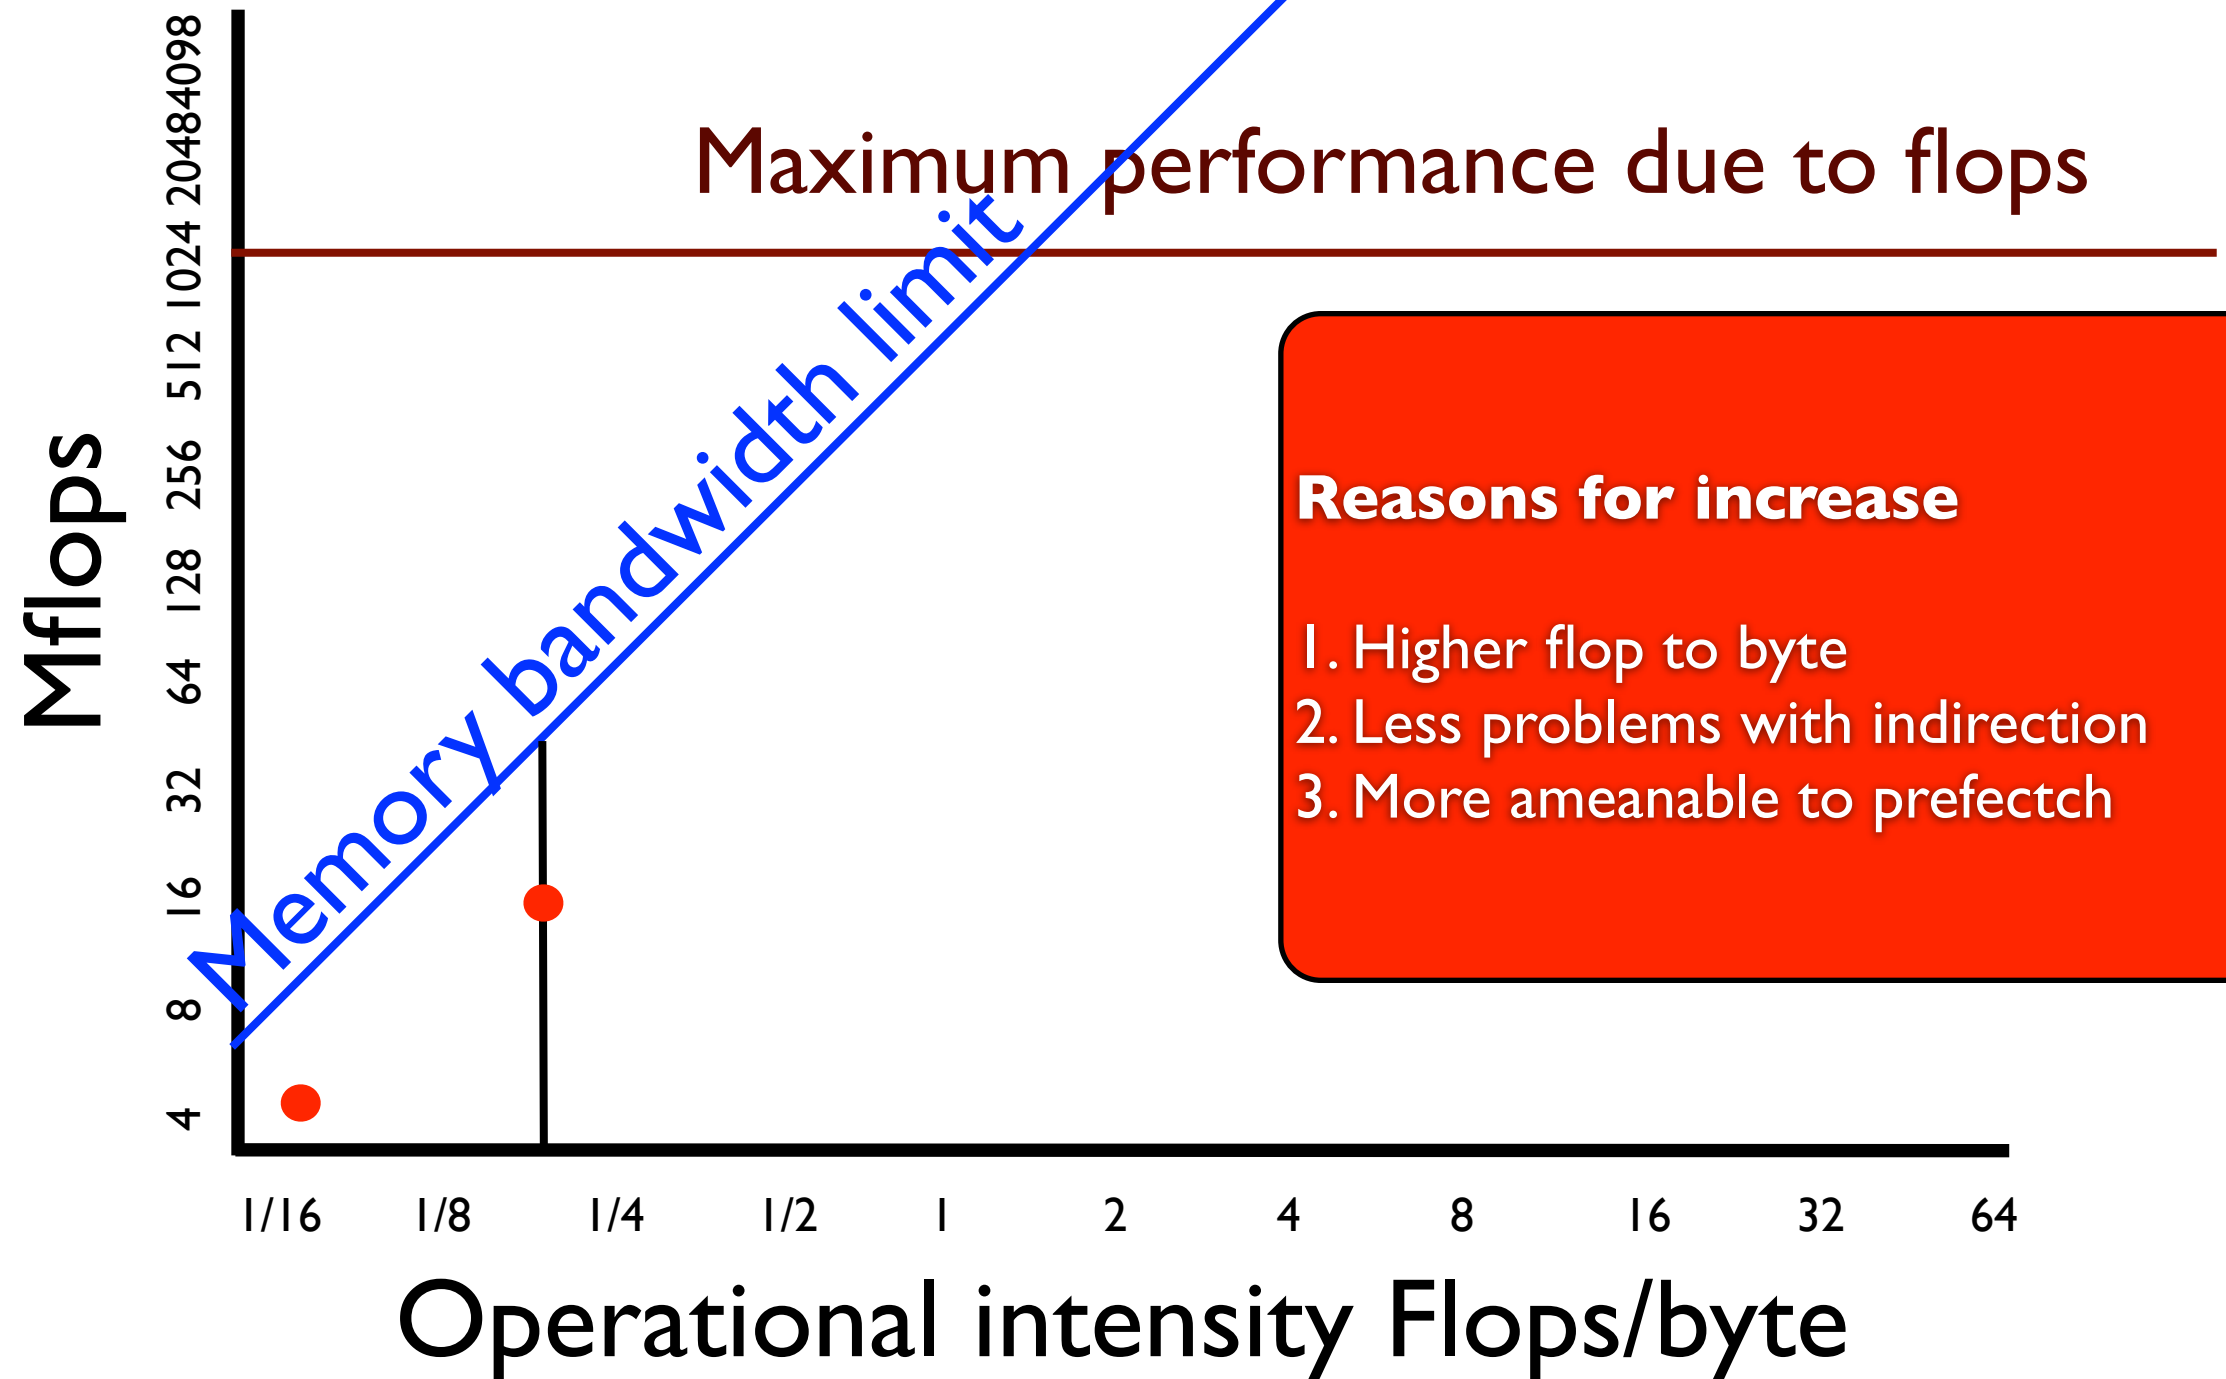 4098
2048
1024
512
256
128
64
32
16
8
4
Mflops
Maximum performance due to flops
Memory bandwidth limit
Reasons for increase
1. Higher flop to byte
2. Less problems with indirection
3. More ameanable to prefectch
1/16 1/8 1/4 1/2 1 2 4 8 16 32 64
Operational intensity Flops/byte